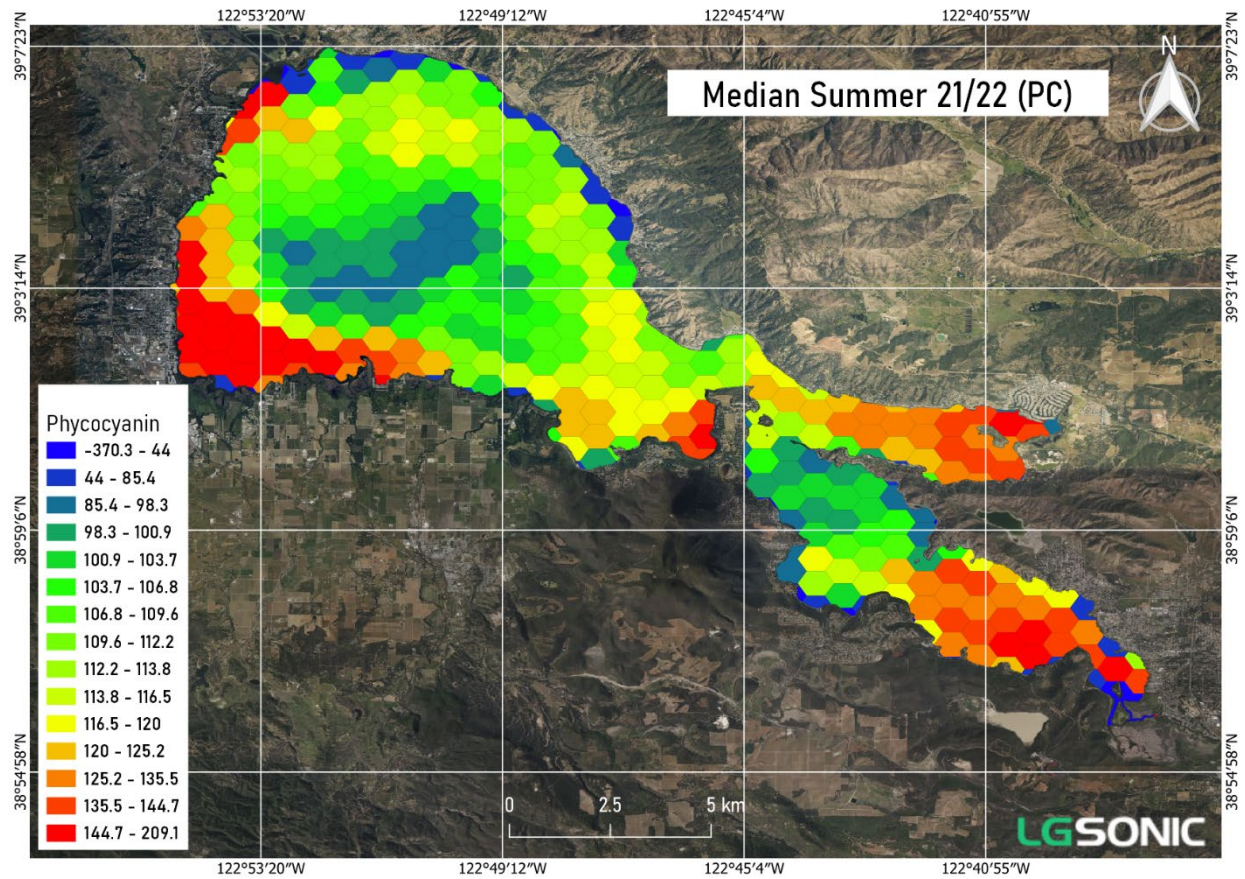 122°53′20″W 122°49′12″W 122°45′4″W 122°40′55″W
39°7′23″N 39°7′23″N
N
Median Summer 21/22 (PC)
39°3′14″N 39°3′14″N
Phycocyanin
-370.3 - 44
44 - 85.4
85.4 - 98.3
98.3 - 100.9
100.9 - 103.7
103.7 - 106.8
106.8 - 109.6
109.6 - 112.2
112.2 - 113.8
113.8 - 116.5
116.5 - 120
120 - 125.2
125.2 - 135.5
135.5 - 144.7
144.7 - 209.1
38°59′6″N 38°59′6″N
38°54′58″N 38°54′58″N
0 2.5 5 km
LGSONIC
122°53′20″W 122°49′12″W 122°45′4″W 122°40′55″W